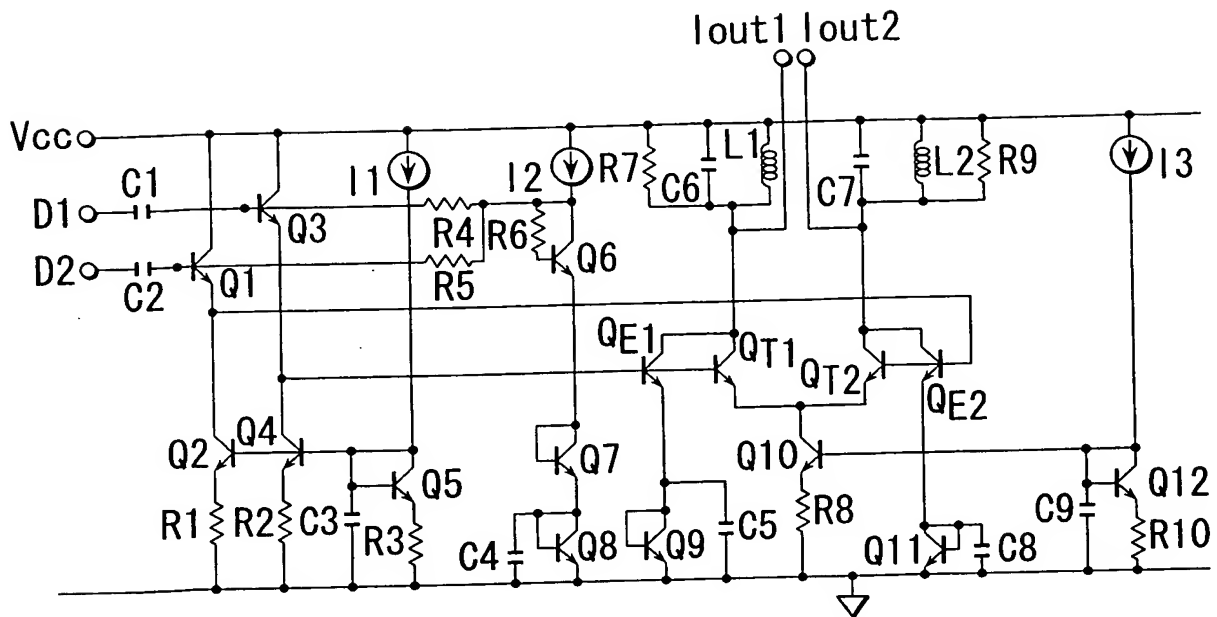 Iout1 Iout2
Vcc
D1 C1 Q3 I1 R4 I2 R6 Q6 R7 C6 L1 C7 L2 R9 I3
D2 C2 Q1 R5
QE1 QT1 QT2 QE2
Q2 Q4 Q5 Q7 Q10 Q12
R1 R2 C3 R3 C4 Q8 Q9 C5 R8 Q11 C8 C9 R10